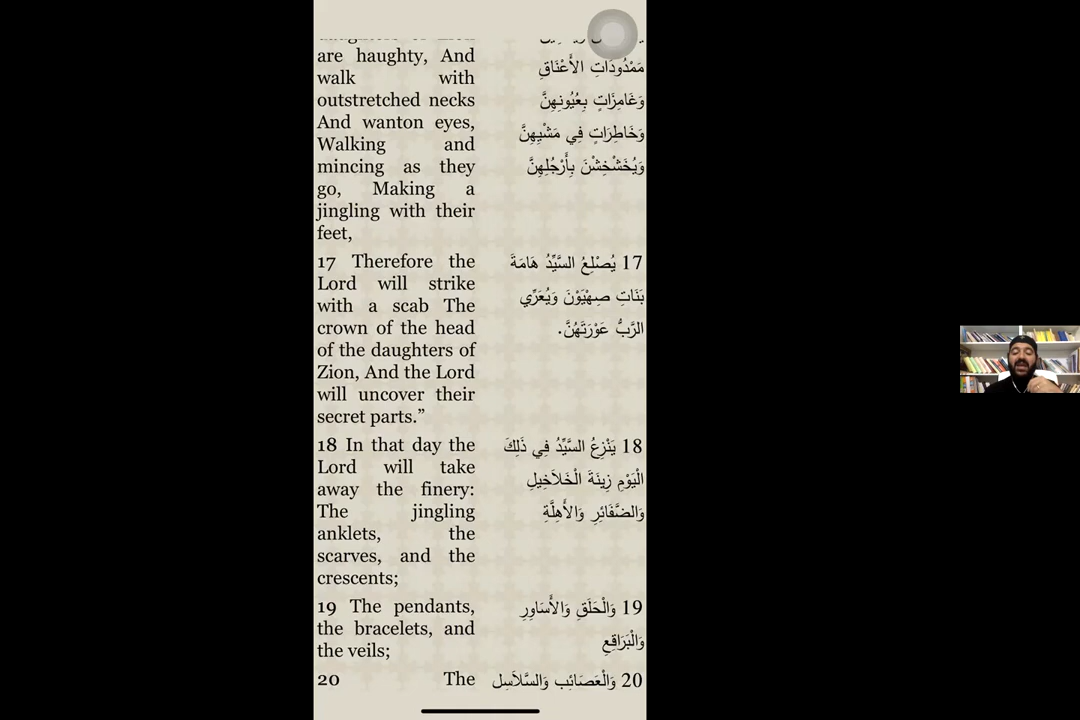 are haughty, And
walk with
outstretched necks
And wanton eyes,
Walking and
mincing as they
go, Making a
jingling with their
feet,
مَمْدُودَاتِ الأَعْنَاقِ
وَغَامِزَاتٍ بِعُيُونِهِنَّ
وَخَاطِرَاتٍ فِي مَشْيِهِنَّ
وَيُخَشْخِشْنَ بِأَرْجُلِهِنَّ
17 Therefore the
Lord will strike
with a scab The
crown of the head
of the daughters of
Zion, And the Lord
will uncover their
secret parts.”
17 يُصْلِعُ السَّيِّدُ هَامَةَ
بَنَاتِ صِهْيَوْنَ وَيُعَرِّي
الرَّبُّ عَوْرَتَهُنَّ.
18 In that day the
Lord will take
away the finery:
The jingling
anklets, the
scarves, and the
crescents;
18 يَنْزِعُ السَّيِّدُ فِي ذَلِكَ
الْيَوْمِ زِينَةَ الْخَلاَخِيلِ
وَالضَّفَائِرِ وَالأَهِلَّةِ
19 The pendants,
the bracelets, and
the veils;
19 وَالْحَلَقِ وَالأَسَاوِرِ
وَالْبَرَاقِعِ
20 The
20 وَالْعَصَائِب وَالسَّلاَسِل